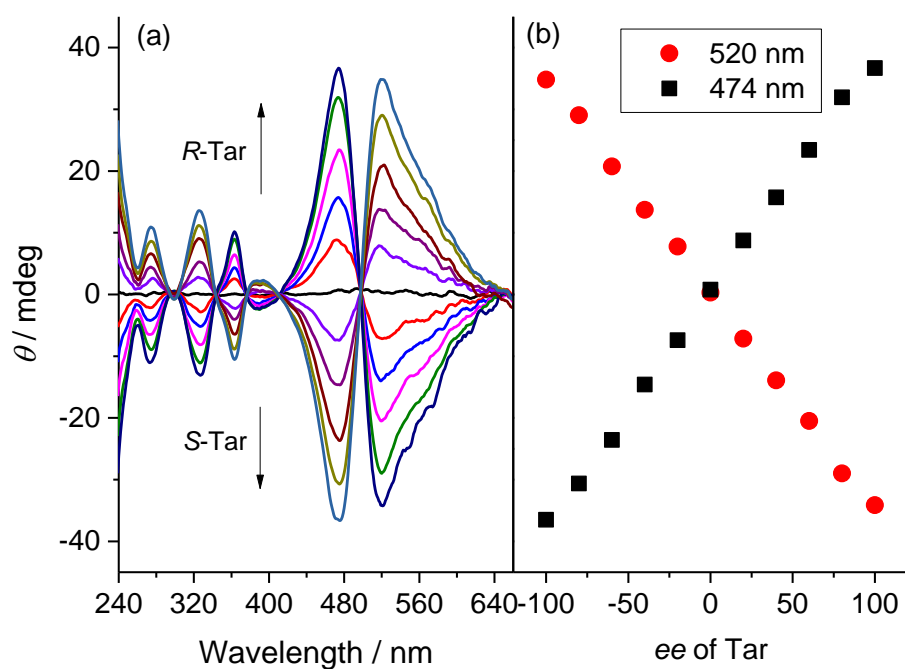 (a)
(b)
520 nm
474 nm
R-Tar
S-Tar
θ / mdeg
40
20
0
-20
-40
240 320 400 480 560 640
-100 -50 0 50 100
Wavelength / nm
ee of Tar